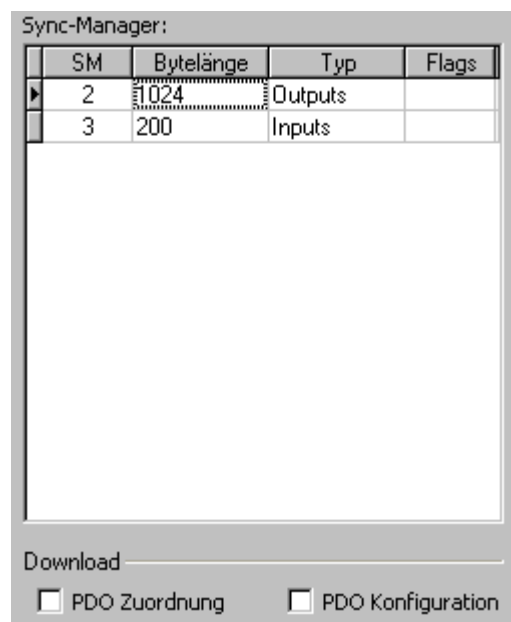 Sync-Manager:
SM Bytelänge Typ Flags
2 1024 Outputs
3 200 Inputs
Download
PDO Zuordnung PDO Konfiguration